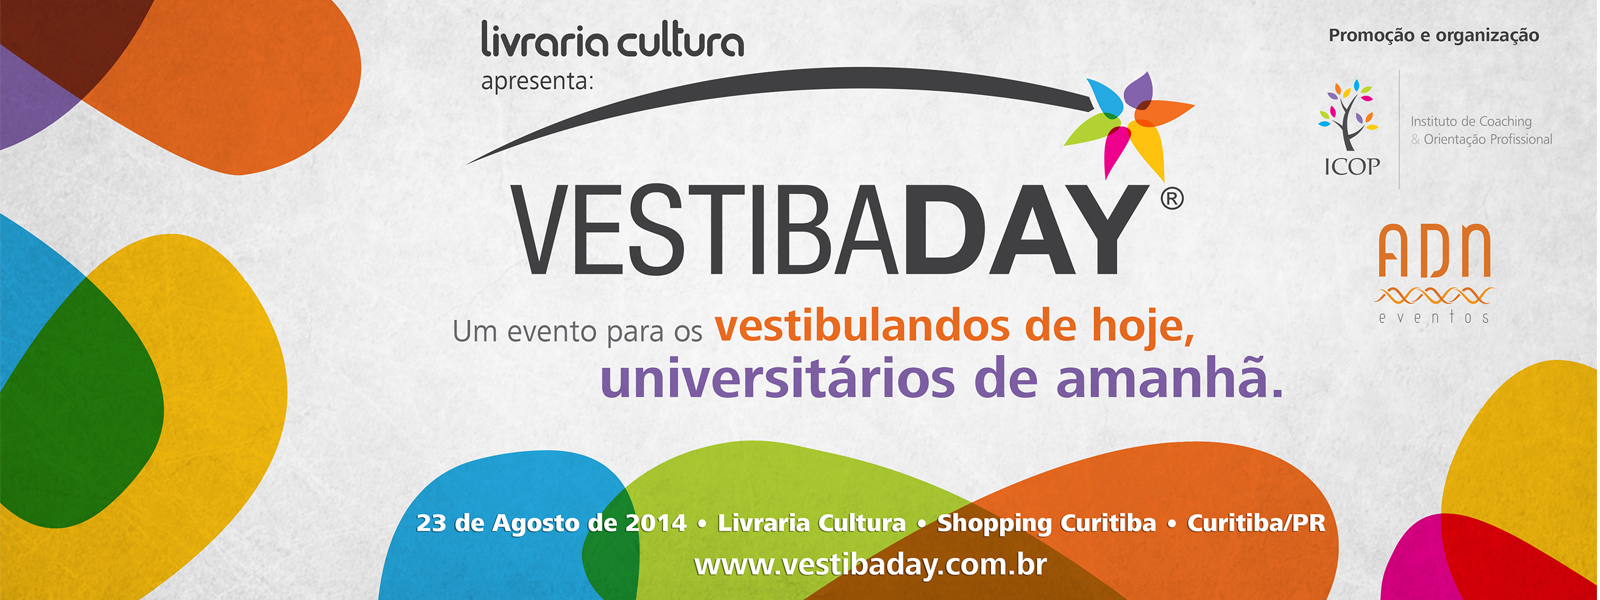 livraria cultura
apresenta:
VESTIBADAY®
Um evento para os vestibulandos de hoje,
universitários de amanhã.
23 de Agosto de 2014 • Livraria Cultura • Shopping Curitiba • Curitiba/PR
www.vestibaday.com.br
Promoção e organização
ICOP
Instituto de Coaching
& Orientação Profissional
ADN
eventos